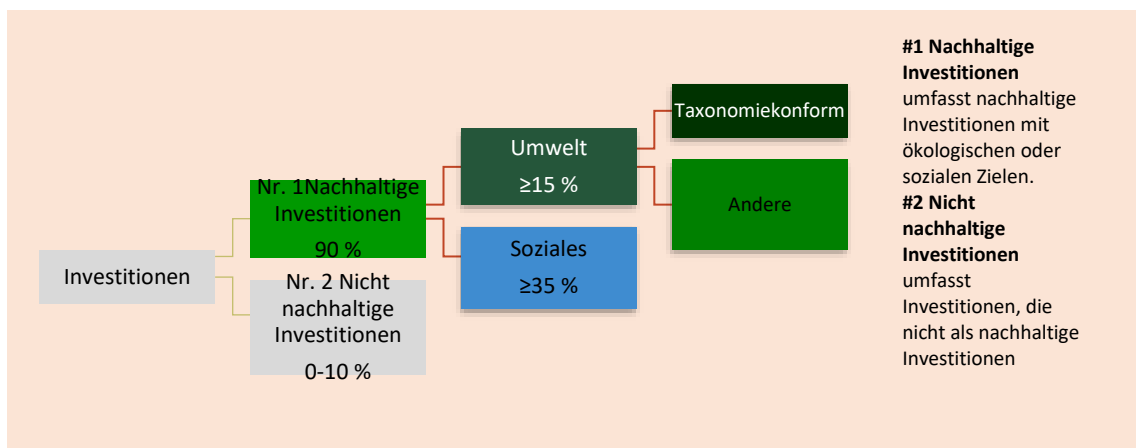 Investitionen
Nr. 1Nachhaltige
Investitionen
90 %
Nr. 2 Nicht
nachhaltige
Investitionen
0-10 %
Umwelt
≥15 %
Soziales
≥35 %
Taxonomiekonform
Andere
#1 Nachhaltige
Investitionen
umfasst nachhaltige
Investitionen mit
ökologischen oder
sozialen Zielen.
#2 Nicht
nachhaltige
Investitionen
umfasst
Investitionen, die
nicht als nachhaltige
Investitionen